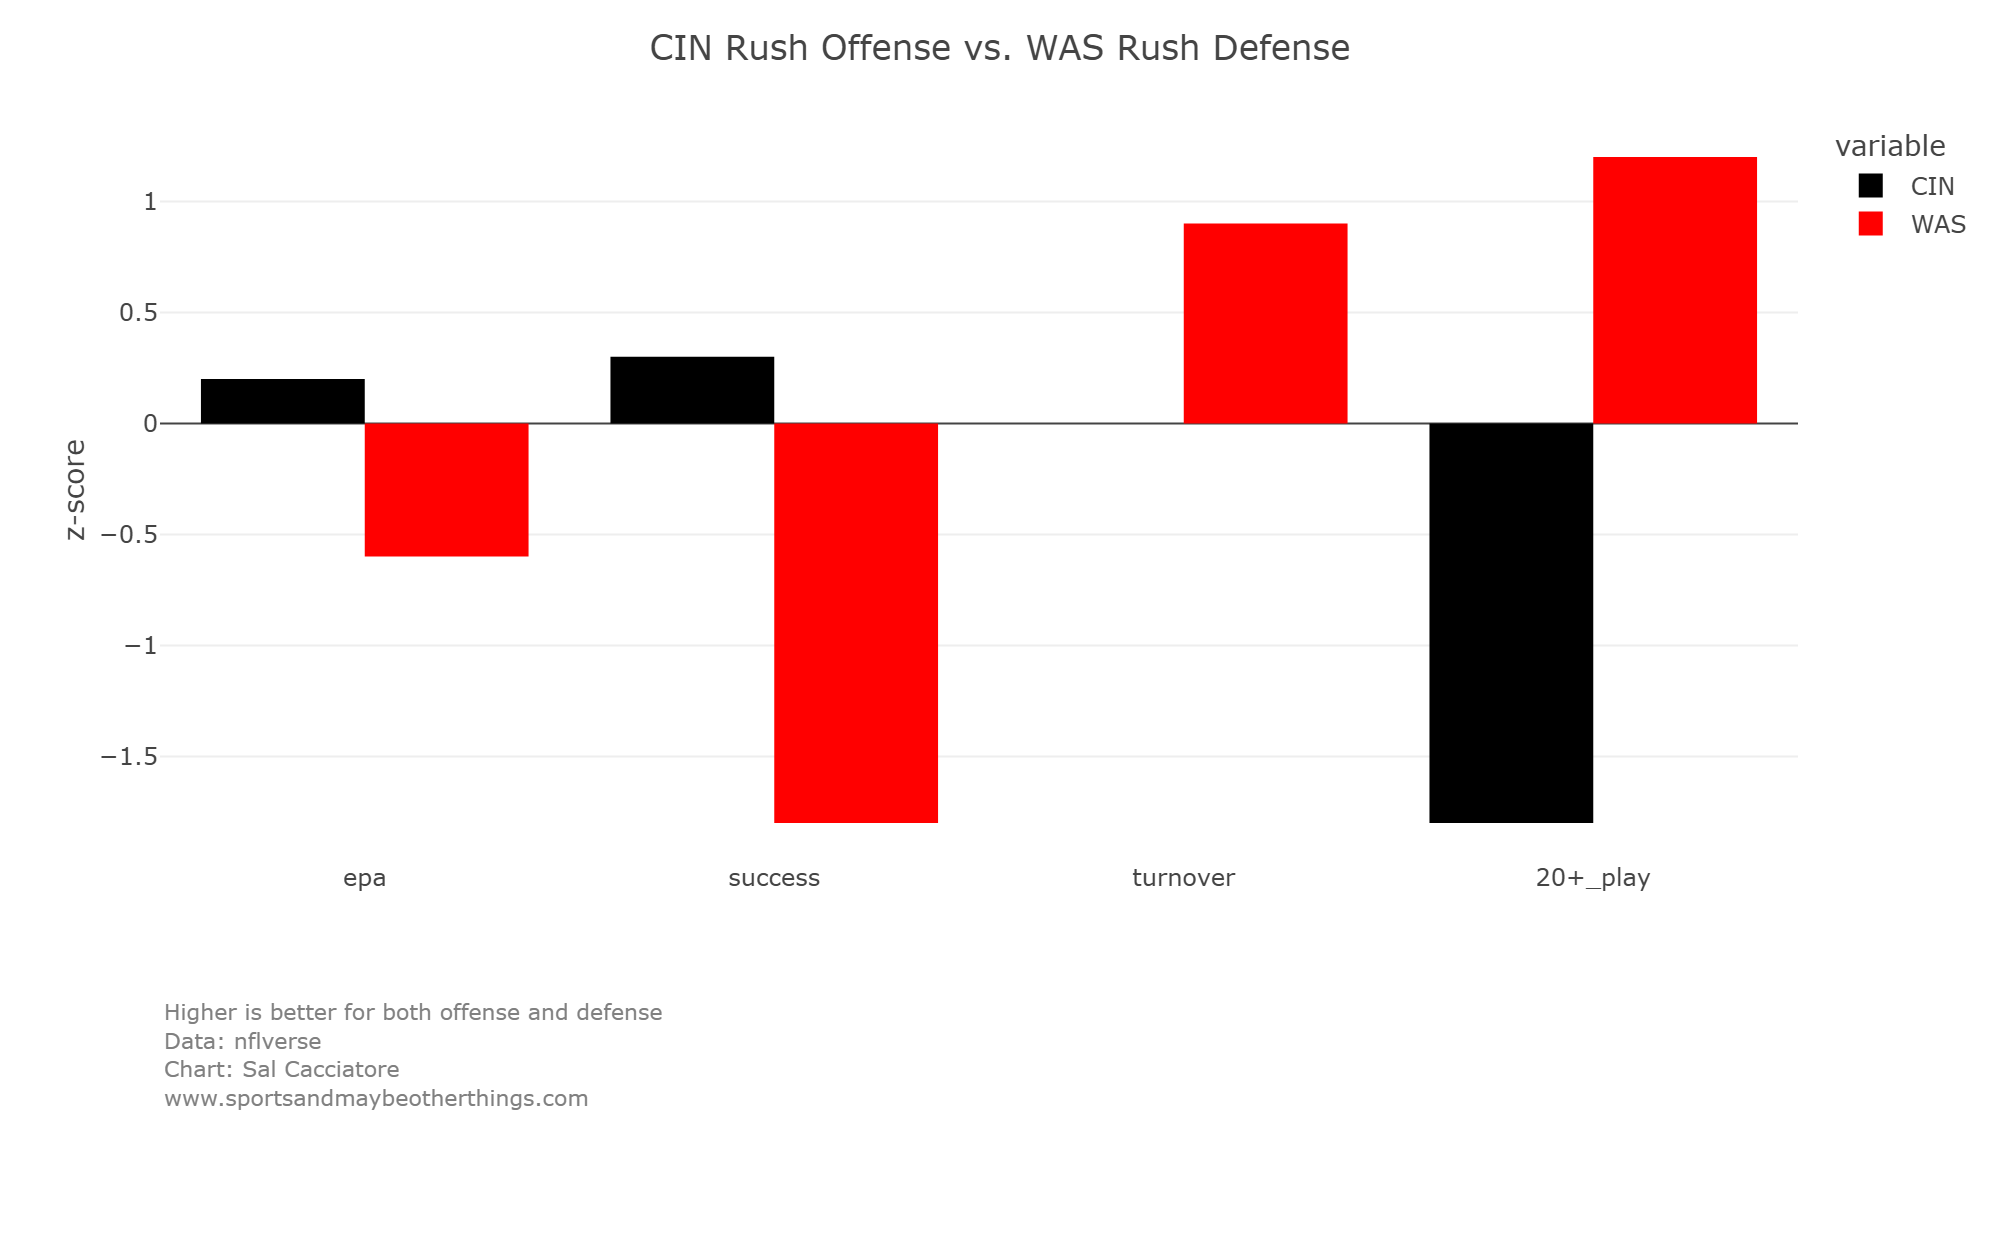 CIN Rush Offense vs. WAS Rush Defense
variable
CIN
WAS
1
0.5
0
−0.5
−1
−1.5
z-score
epa
success
turnover
20+_play
Higher is better for both offense and defense
Data: nflverse
Chart: Sal Cacciatore
www.sportsandmaybeotherthings.com